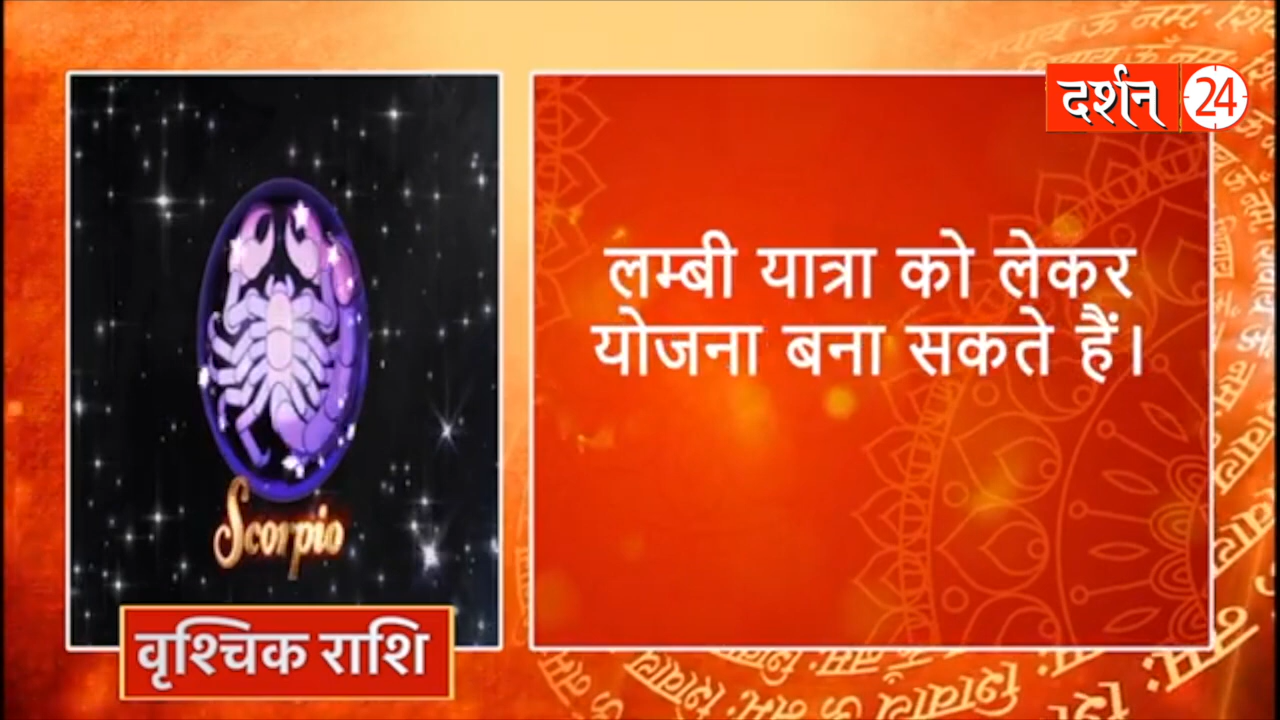 दर्शन 24
लम्बी यात्रा को लेकर
योजना बना सकते हैं।
Scorpio
वृश्चिक राशि